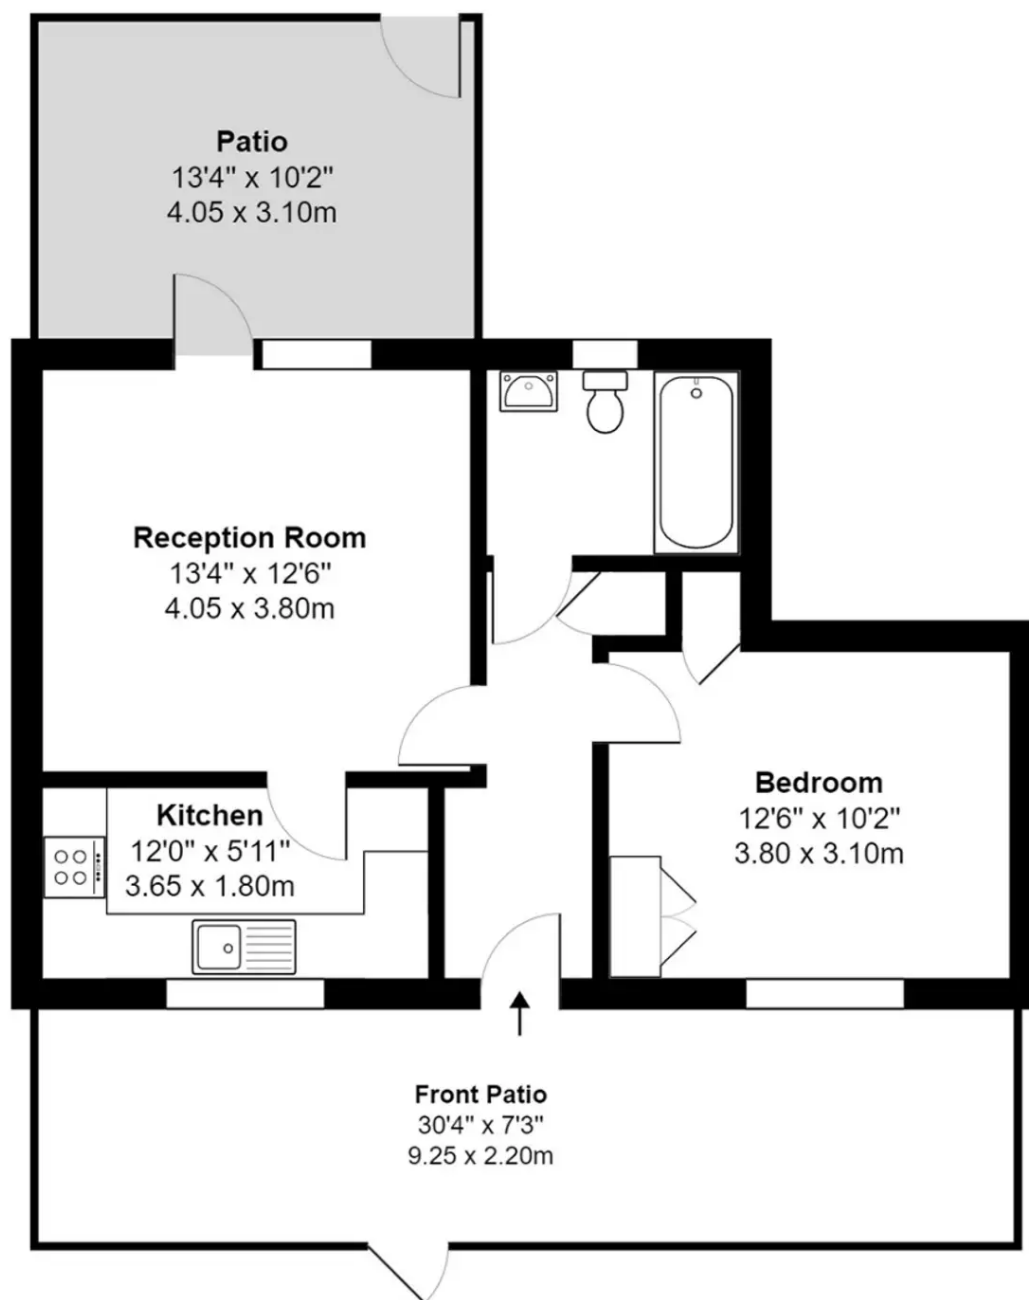 Patio
13'4" x 10'2"
4.05 x 3.10m
Reception Room
13'4" x 12'6"
4.05 x 3.80m
Kitchen
12'0" x 5'11"
3.65 x 1.80m
Bedroom
12'6" x 10'2"
3.80 x 3.10m
Front Patio
30'4" x 7'3"
9.25 x 2.20m